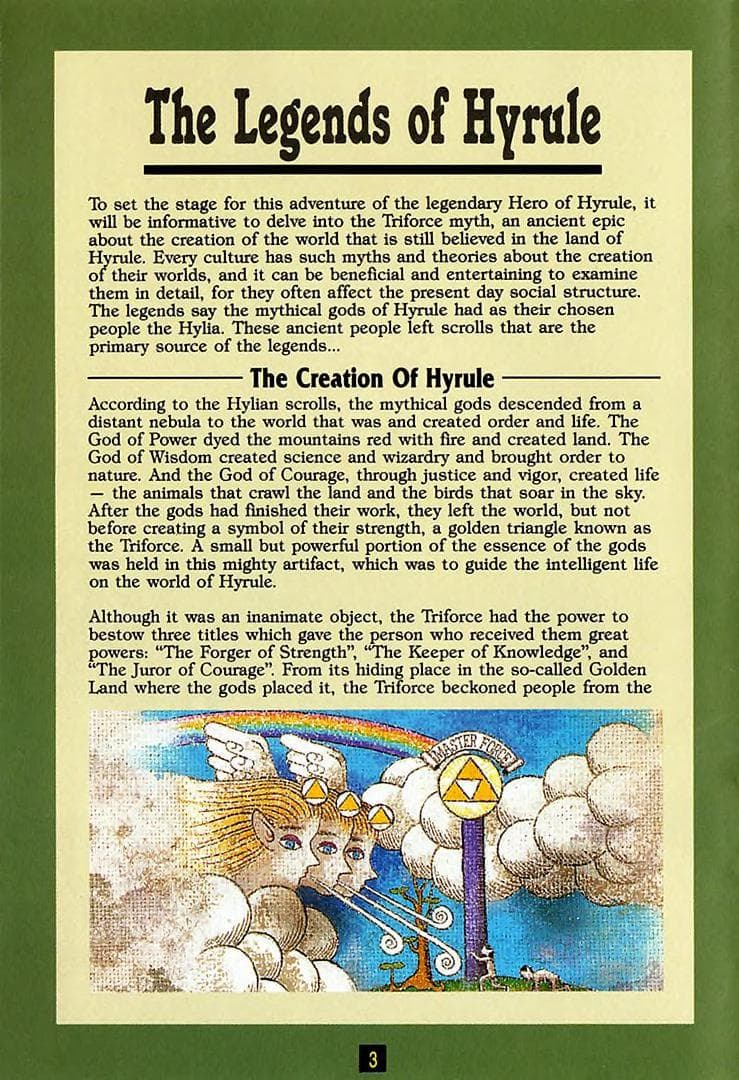 The Legends of Hyrule
To set the stage for this adventure of the legendary Hero of Hyrule, it
will be informative to delve into the Triforce myth, an ancient epic
about the creation of the world that is still believed in the land of
Hyrule. Every culture has such myths and theories about the creation
of their worlds, and it can be beneficial and entertaining to examine
them in detail, for they often affect the present day social structure.
The legends say the mythical gods of Hyrule had as their chosen
people the Hylia. These ancient people left scrolls that are the
primary source of the legends...
The Creation Of Hyrule
According to the Hylian scrolls, the mythical gods descended from a
distant nebula to the world that was and created order and life. The
God of Power dyed the mountains red with fire and created land. The
God of Wisdom created science and wizardry and brought order to
nature. And the God of Courage, through justice and vigor, created life
— the animals that crawl the land and the birds that soar in the sky.
After the gods had finished their work, they left the world, but not
before creating a symbol of their strength, a golden triangle known as
the Triforce. A small but powerful portion of the essence of the gods
was held in this mighty artifact, which was to guide the intelligent life
on the world of Hyrule.
Although it was an inanimate object, the Triforce had the power to
bestow three titles which gave the person who received them great
powers: “The Forger of Strength”, “The Keeper of Knowledge”, and
“The Juror of Courage”. From its hiding place in the so-called Golden
Land where the gods placed it, the Triforce beckoned people from the
MASTER FORCE
3